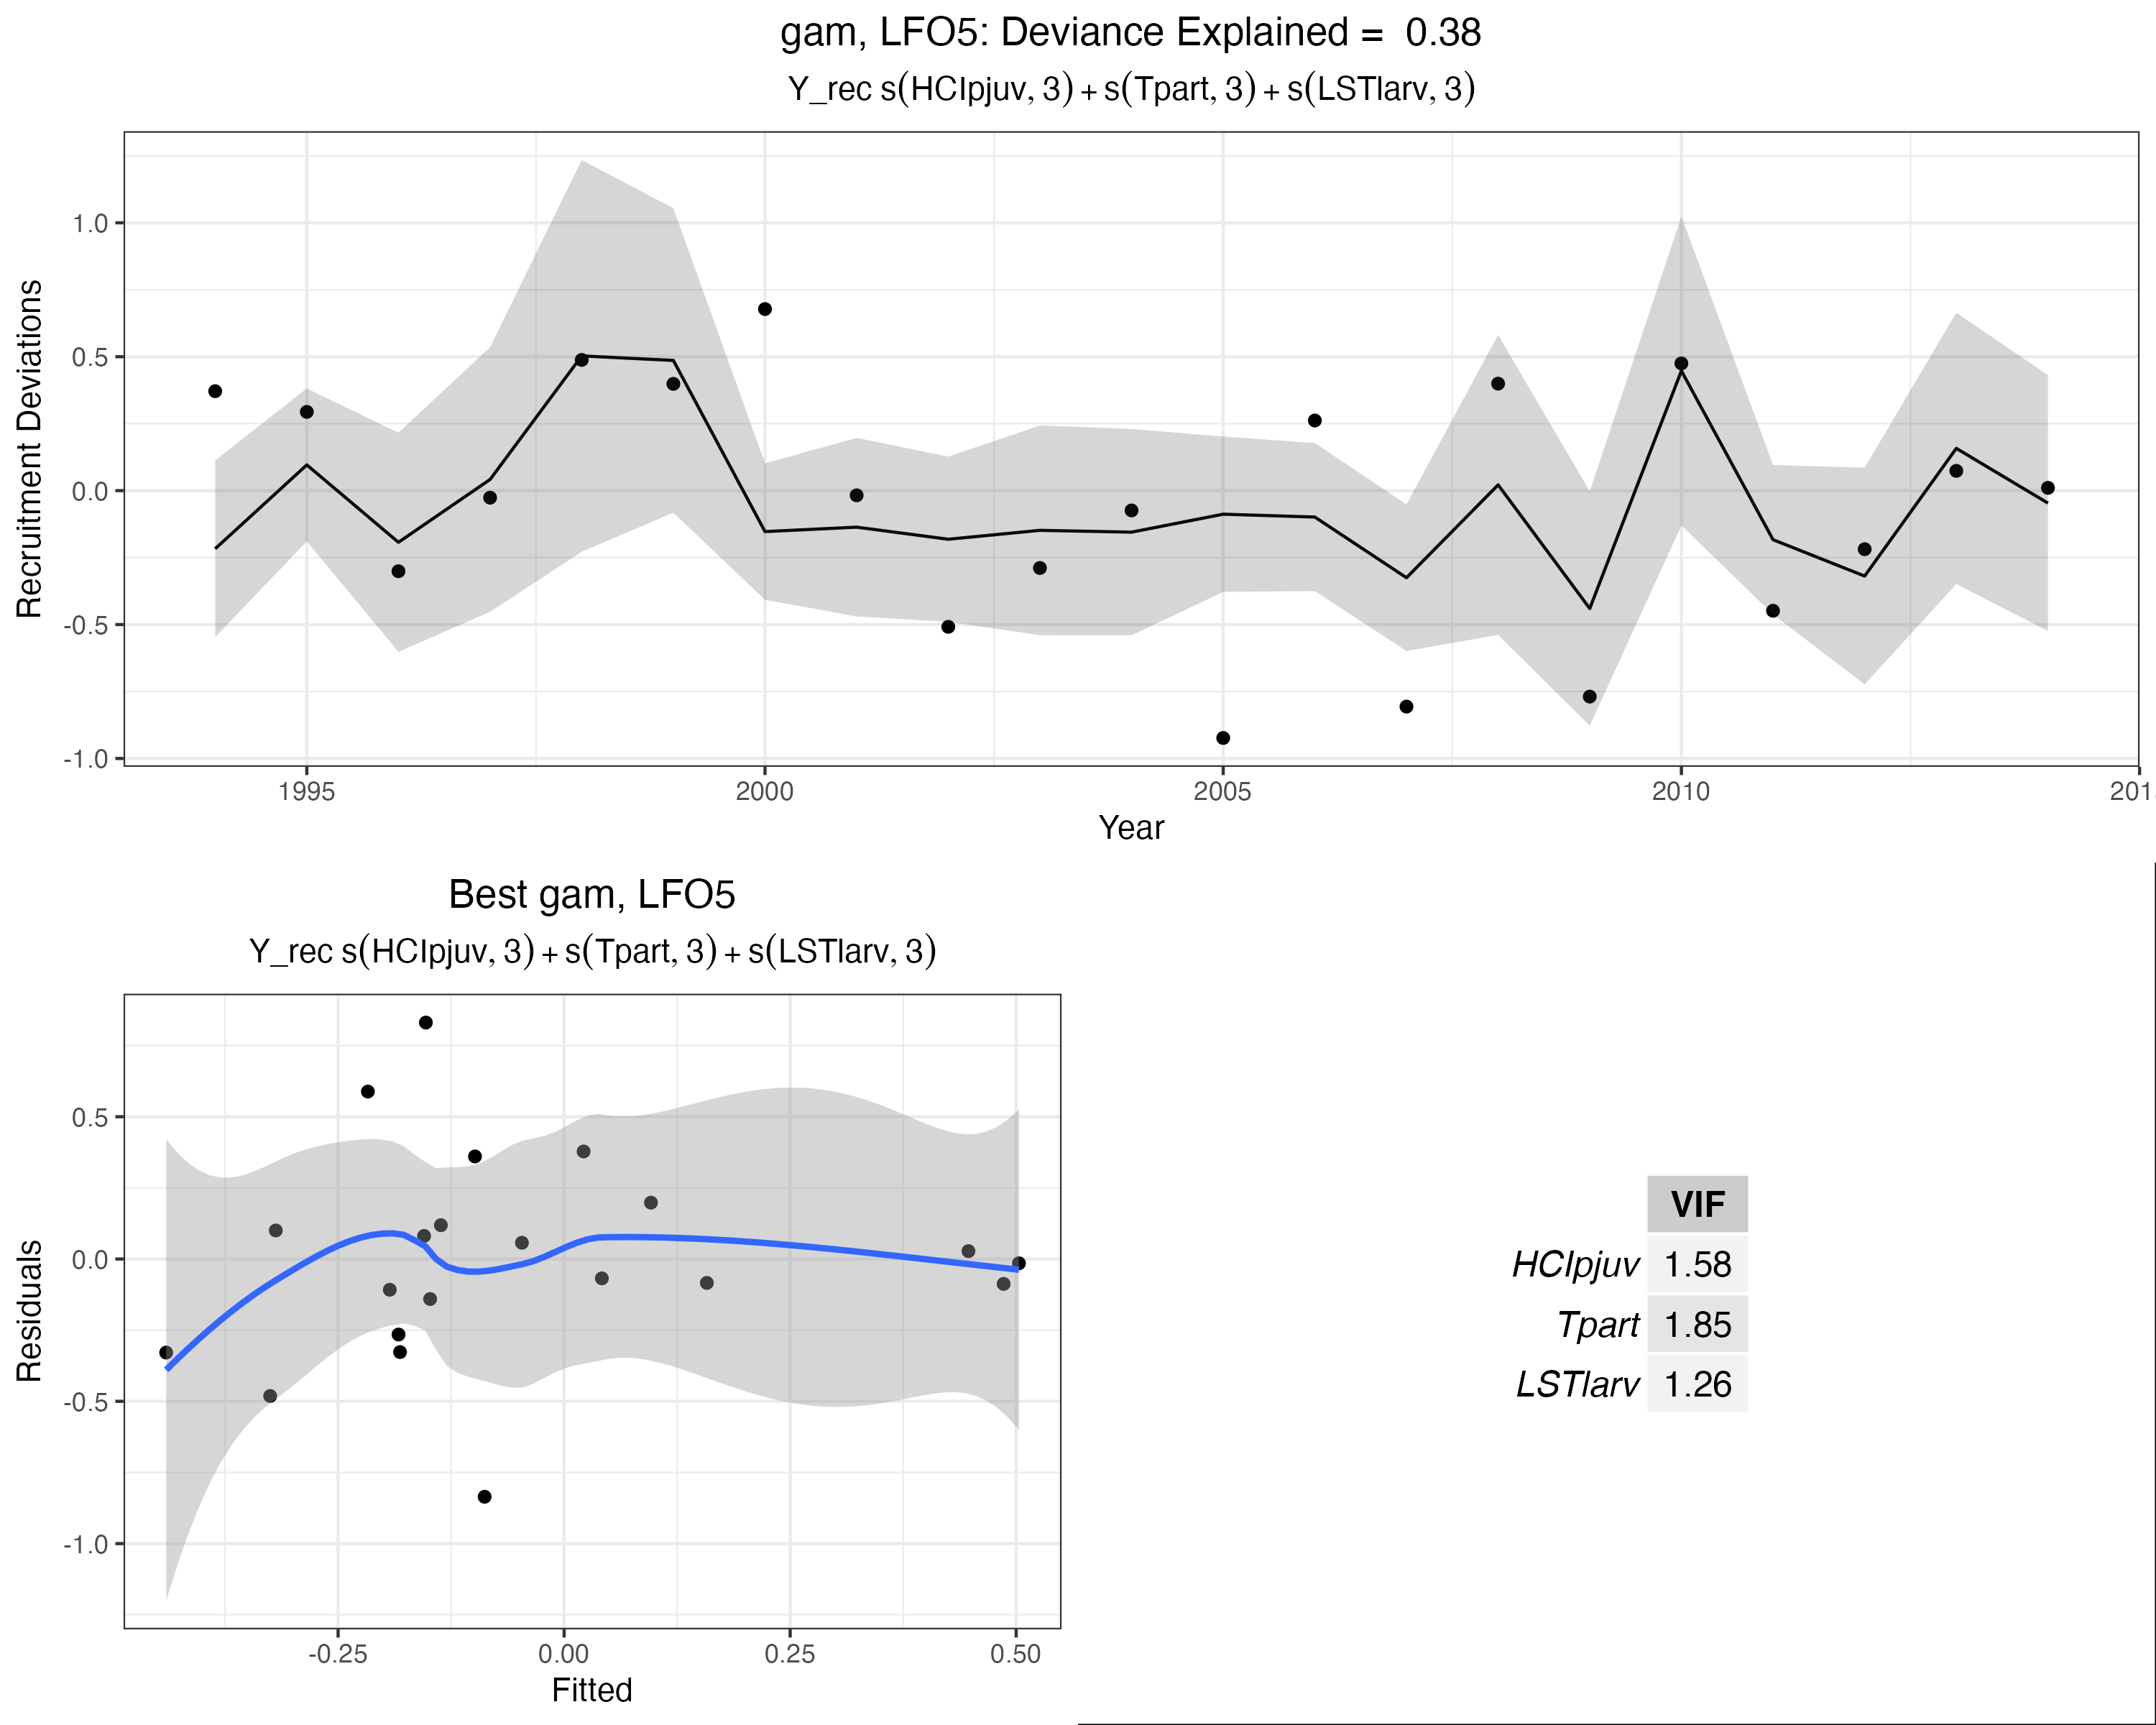 gam, LFO5: Deviance Explained = 0.38
Y_rec s(HCIpjuv, 3) + s(Tpart, 3) + s(LSTlarv, 3)
Recruitment Deviations
1.0
0.5
0.0
-0.5
-1.0
1995 2000 2005 2010 201
Year
Best gam, LFO5
Y_rec s(HCIpjuv, 3) + s(Tpart, 3) + s(LSTlarv, 3)
Residuals
0.5
0.0
-0.5
-1.0
-0.25 0.00 0.25 0.50
Fitted
VIF
HCIpjuv 1.58
Tpart 1.85
LSTlarv 1.26